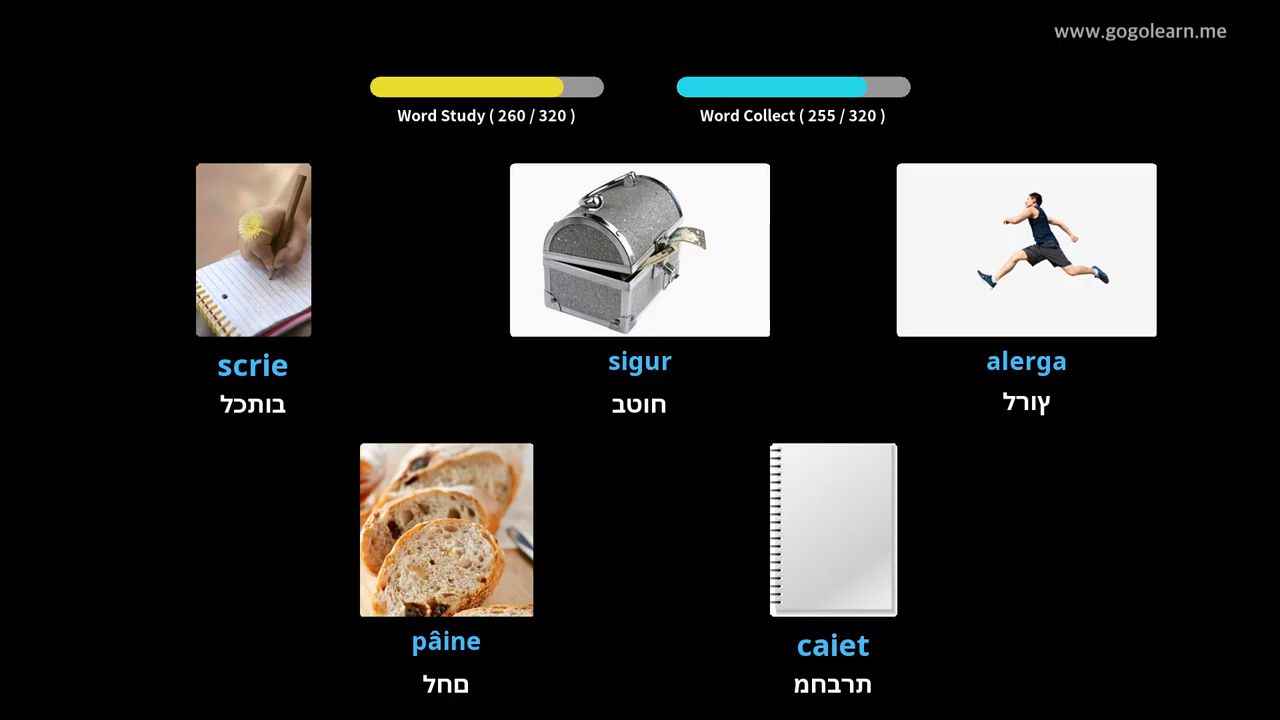 www.gogolearn.me
Word Study ( 260 / 320 )
Word Collect ( 255 / 320 )
scrie
לכתוב
sigur
בטוח
alerga
לרוץ
pâine
לחם
caiet
מחברת